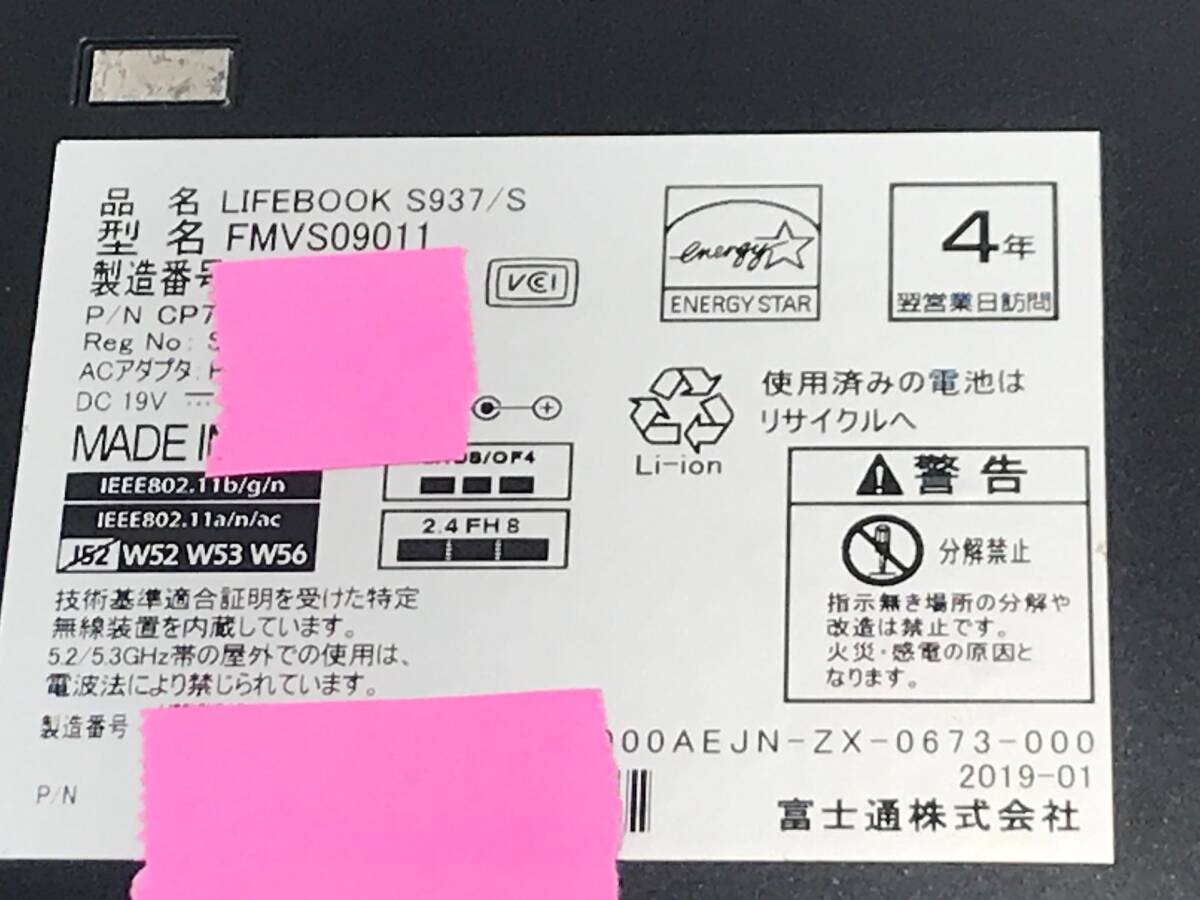 品 名 LIFEBOOK S937/S
型 名 FMVS09011
製造番号
P/N CP7
Reg No:
ACアダプタ:
DC 19V
MADE IN
VCI
energy
ENERGY STAR
4年
翌営業日訪問
IEEE802.11b/g/n
IEEE802.11a/n/ac
J52 W52 W53 W56
/OF4
2.4 FH 8
Li-ion
使用済みの電池は
リサイクルへ
警告
分解禁止
指示無き場所の分解や
改造は禁止です。
火災・感電の原因と
なります。
技術基準適合証明を受けた特定
無線装置を内蔵しています。
5.2/5.3GHz帯の屋外での使用は、
電波法により禁じられています。
製造番号
00AEJN-ZX-0673-000
2019-01
P/N
富士通株式会社